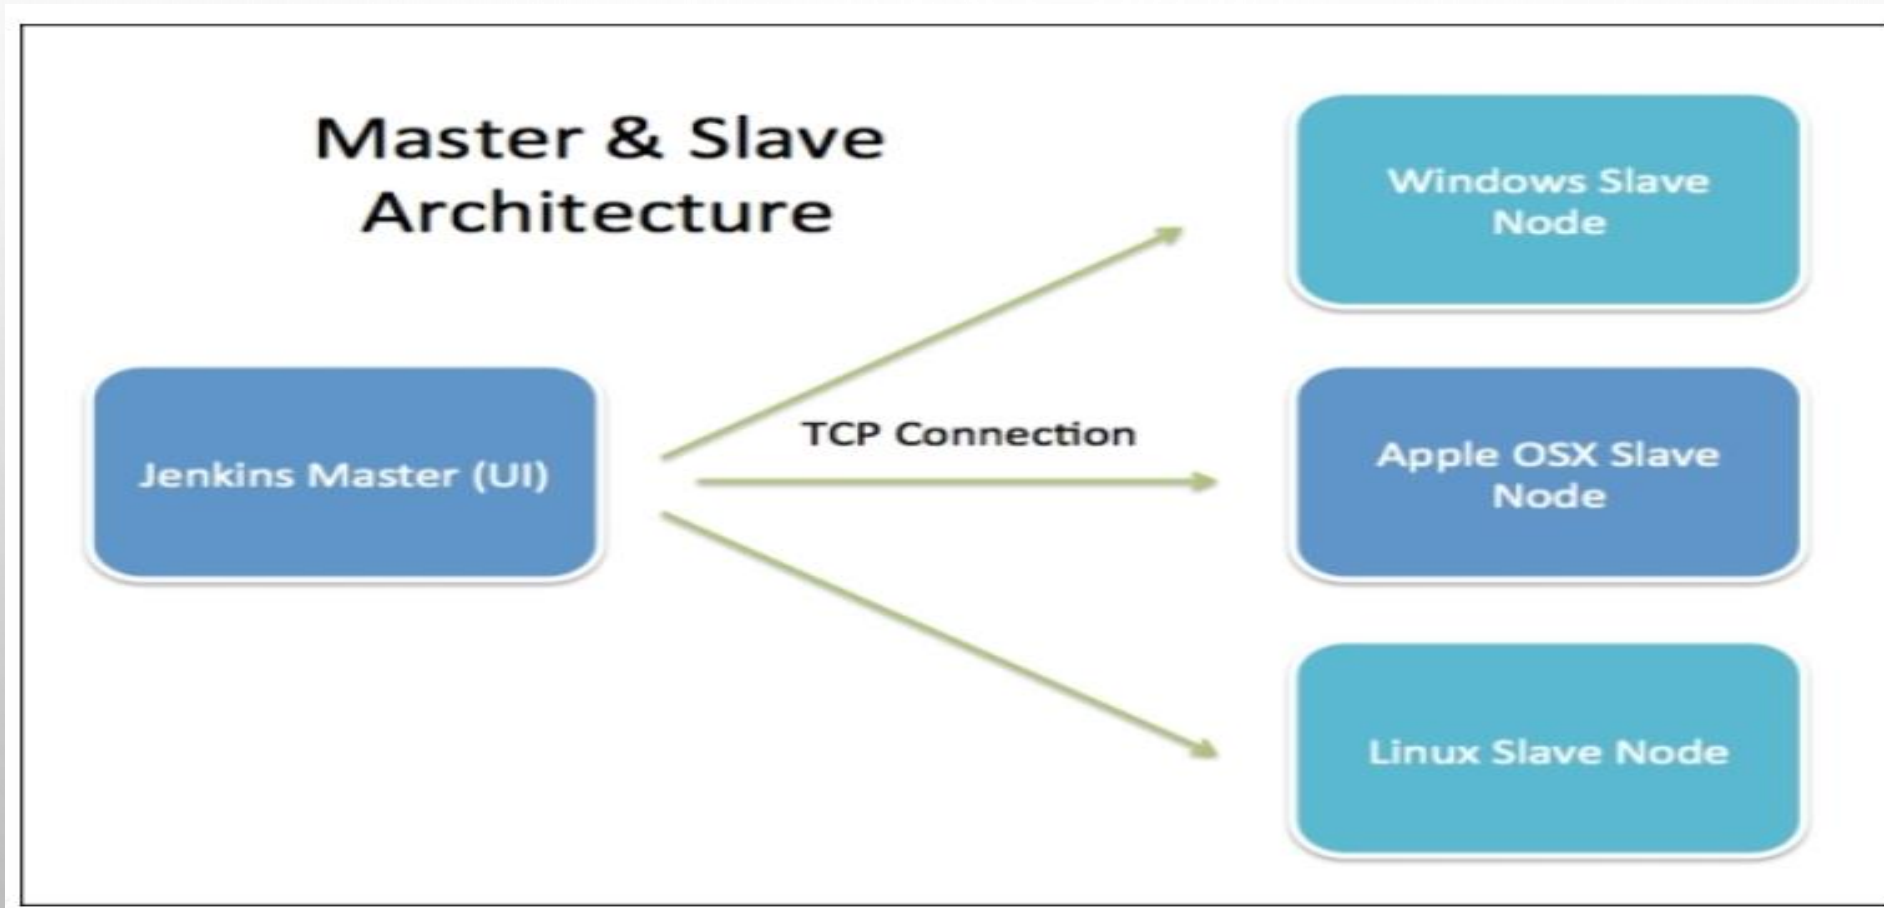 Master & Slave
Architecture
Windows Slave
Node
Jenkins Master (UI)
TCP Connection
Apple OSX Slave
Node
Linux Slave Node